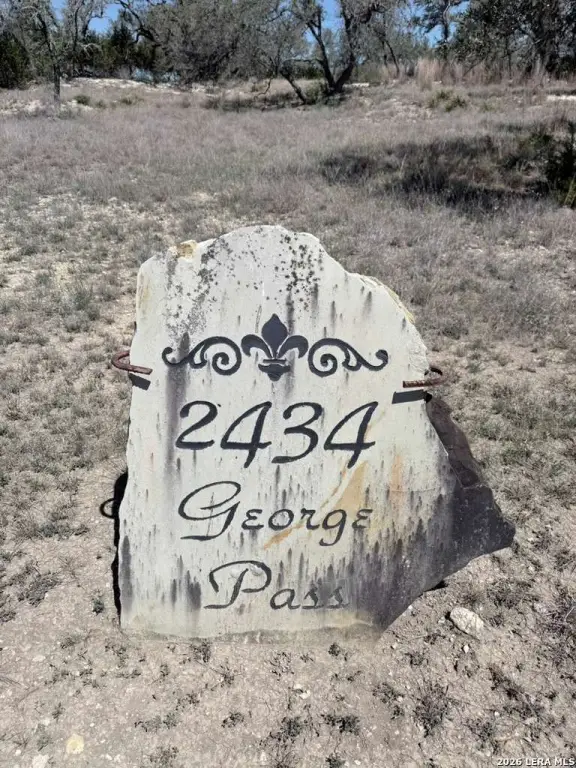 2434
George
Pass
2026 LERA MLS